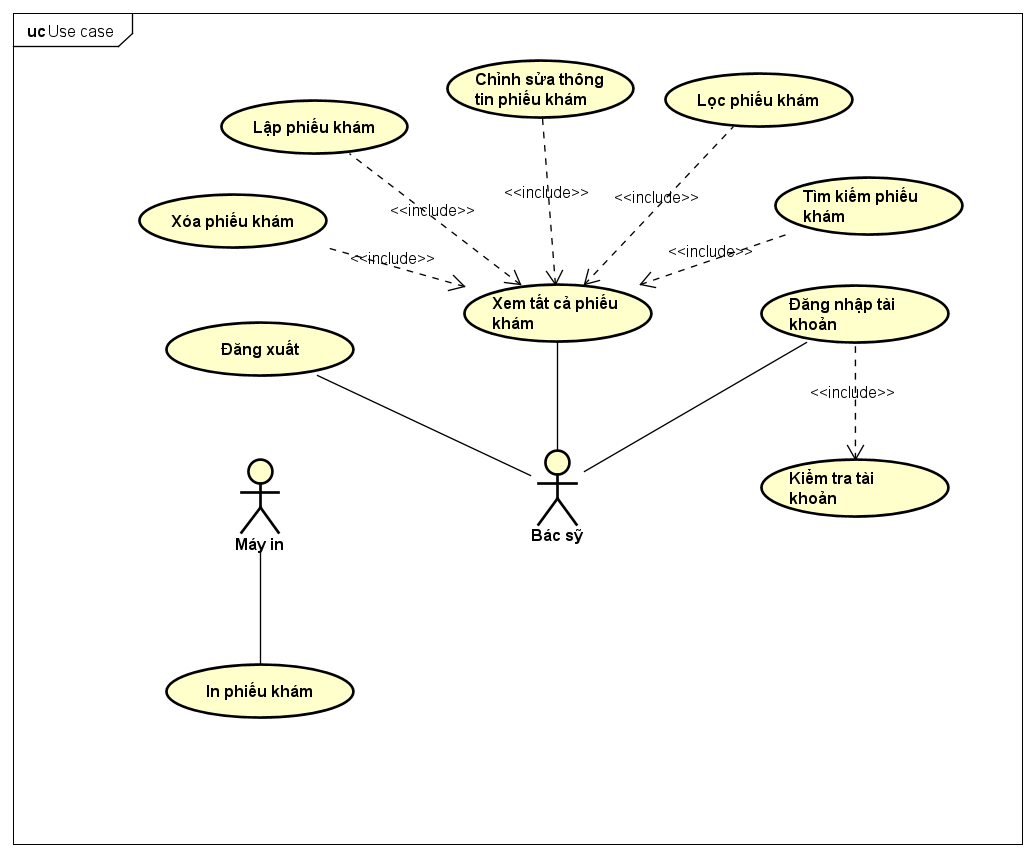 uc Use case
Chỉnh sửa thông
tin phiếu khám
Lọc phiếu khám
Lập phiếu khám
Tìm kiếm phiếu
khám
Xóa phiếu khám
<<include>>
<<include>>
<<include>>
<<include>>
<<include>>
Xem tất cả phiếu
khám
Đăng nhập tài
khoản
Đăng xuất
<<include>>
Kiểm tra tài
khoản
Bác sỹ
Máy in
In phiếu khám